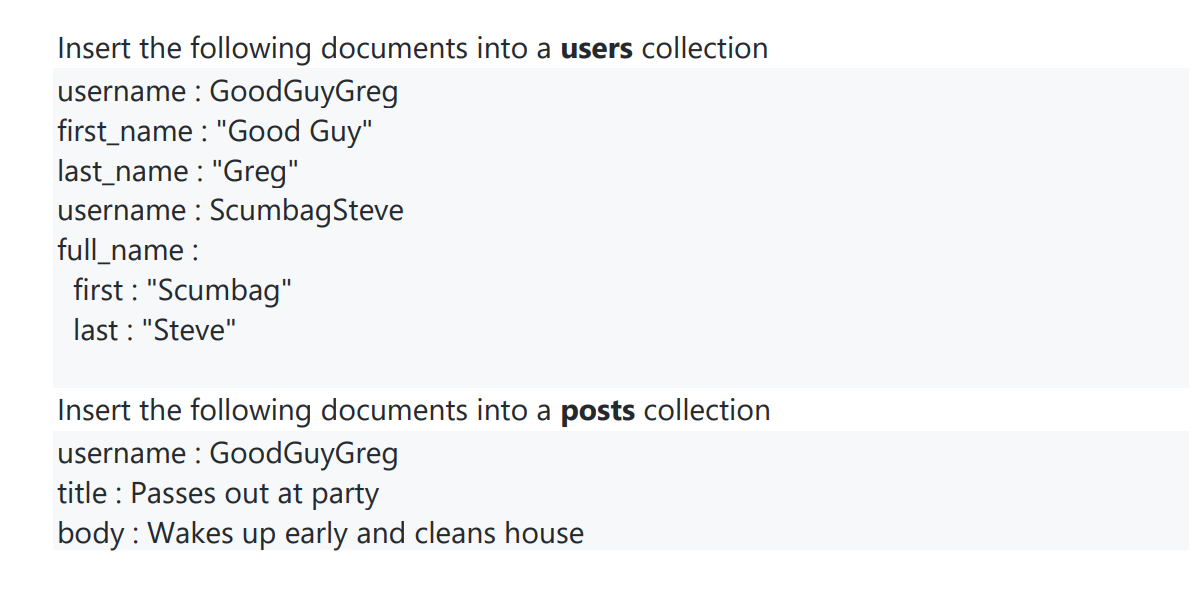 Insert the following documents into a users collection
username : GoodGuyGreg
first_name : "Good Guy"
last_name : "Greg"
username : ScumbagSteve
full_name :
first : "Scumbag"
last : "Steve"
Insert the following documents into a posts collection
username : GoodGuyGreg
title : Passes out at party
body : Wakes up early and cleans house